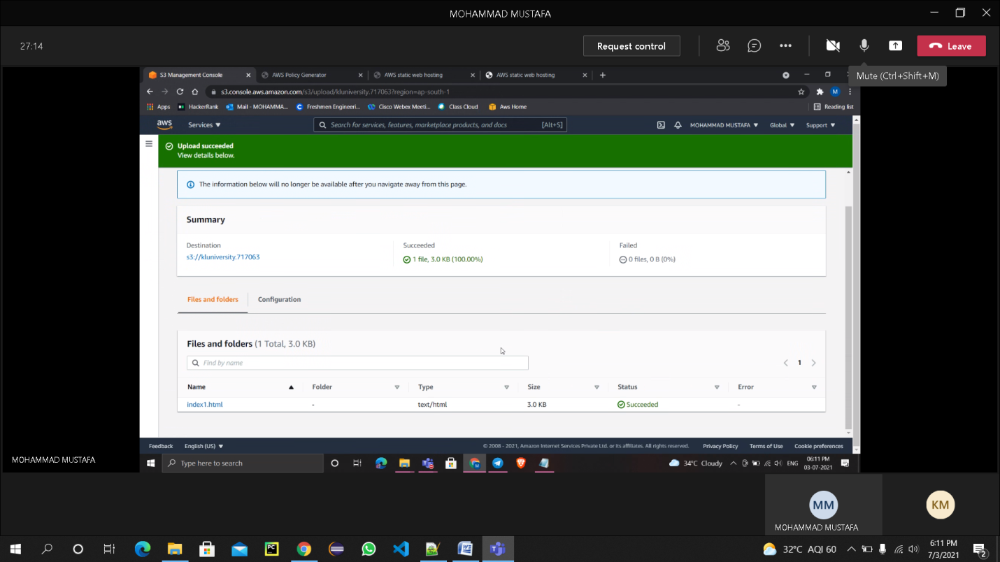 MOHAMMAD MUSTAFA
27:14
Request control
Leave
Mute (Ctrl+Shift+M)
S3 Management Console
AWS Policy Generator
AWS static web hosting
AWS static web hosting
s3.console.aws.amazon.com/s3/upload/kluniversity.717063?region=ap-south-1
M
Apps
HackerRank
Mail - MOHAMMA...
Freshmen Engineeri...
Cisco Webex Meeti...
Class Cloud
Aws Home
Reading list
aws
Services
Search for services, features, marketplace products, and docs
[Alt+S]
MOHAMMAD MUSTAFA
Global
Support
Upload succeeded
View details below.
The information below will no longer be available after you navigate away from this page.
Summary
Destination
Succeeded
Failed
s3://kluniversity.717063
1 file, 3.0 KB (100.00%)
0 files, 0 B (0%)
Files and folders
Configuration
Files and folders (1 Total, 3.0 KB)
Find by name
1
Name
Folder
Type
Size
Status
Error
index1.html
-
text/html
3.0 KB
Succeeded
-
Feedback
English (US)
© 2008 - 2021, Amazon Internet Services Private Ltd. or its affiliates. All rights reserved.
Privacy Policy
Terms of Use
Cookie preferences
MOHAMMAD MUSTAFA
Type here to search
34°C Cloudy
ENG
06:11 PM
03-07-2021
MM
MOHAMMAD MUSTAFA
KM
PC
32°C AQI 60
6:11 PM
7/3/2021
2